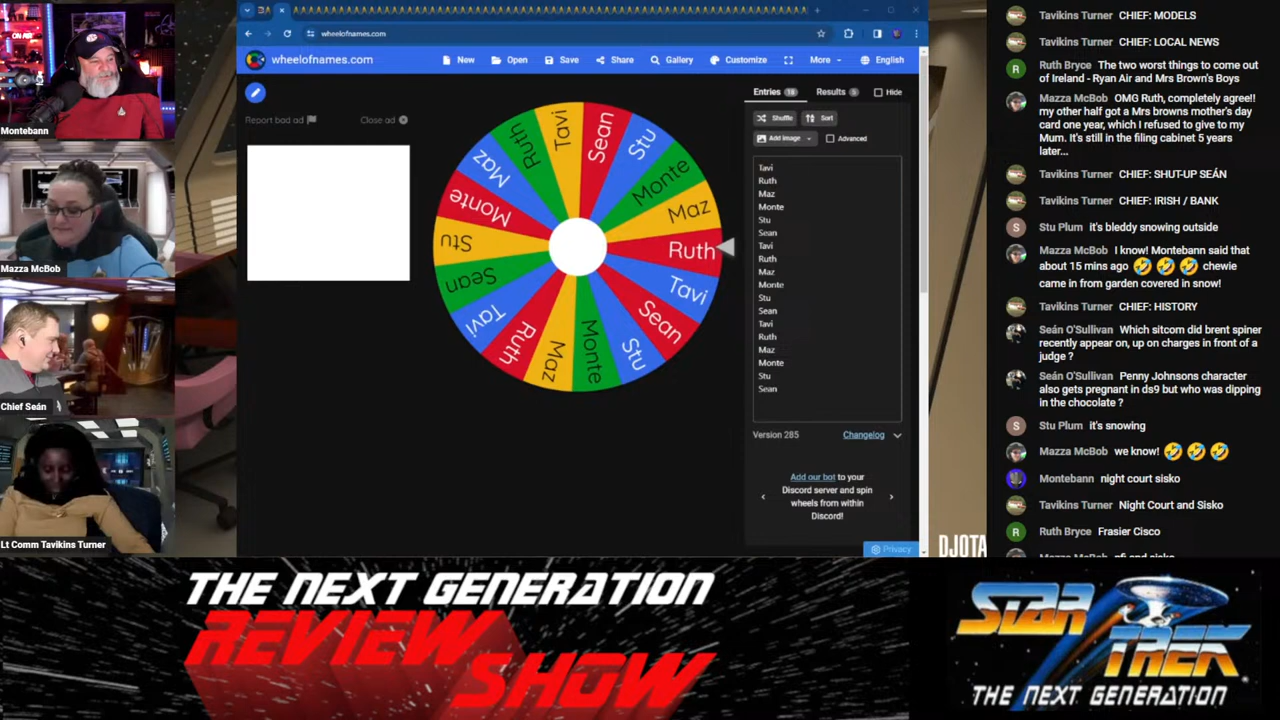 ON AIR
Montebann
Mazza McBob
Chief Seán
Lt Comm Tavikins Turner
wheelofnames.com
wheelofnames.com
New
Open
Save
Share
Gallery
Customize
More
English
Report bad ad
Close ad
Tavi
Sean
Stu
Monte
Maz
Ruth
Tavi
Sean
Stu
Monte
Maz
Ruth
Tavi
Sean
Stu
Monte
Maz
Ruth
Entries 18
Results 5
Hide
Shuffle
Sort
Add image
Advanced
Tavi
Ruth
Maz
Monte
Stu
Sean
Tavi
Ruth
Maz
Monte
Stu
Sean
Tavi
Ruth
Maz
Monte
Stu
Sean
Version 285
Changelog
Add our bot to your
Discord server and spin
wheels from within
Discord!
Privacy
DJOTA
Tavikins Turner CHIEF: MODELS
Tavikins Turner CHIEF: LOCAL NEWS
Ruth Bryce The two worst things to come
out of Ireland - Ryan Air and Mrs Brown's Boys
Mazza McBob OMG Ruth, completely agree!!
my other half got a Mrs browns mother's day
card one year, which I refused to give to my
Mum. It's still in the filing cabinet 5 years
later...
Tavikins Turner CHIEF: SHUT-UP SEÁN
Tavikins Turner CHIEF: IRISH / BANK
Stu Plum it's bleddy snowing outside
Mazza McBob I know! Montebann said that
about 15 mins ago 🤣 🤣 🤣 chewie
came in from garden covered in snow!
Tavikins Turner CHIEF: HISTORY
Seán O'Sullivan Which sitcom did brent spiner
recently appear on, up on charges in front of a
judge ?
Seán O'Sullivan Penny Johnsons character
also gets pregnant in ds9 but who was dipping
in the chocolate ?
Stu Plum it's snowing
Mazza McBob we know! 🤣 🤣 🤣
Montebann night court sisko
Tavikins Turner Night Court and Sisko
Ruth Bryce Frasier Cisco
THE NEXT GENERATION
REVIEW
SHOW
STAR
TREK
THE NEXT GENERATION